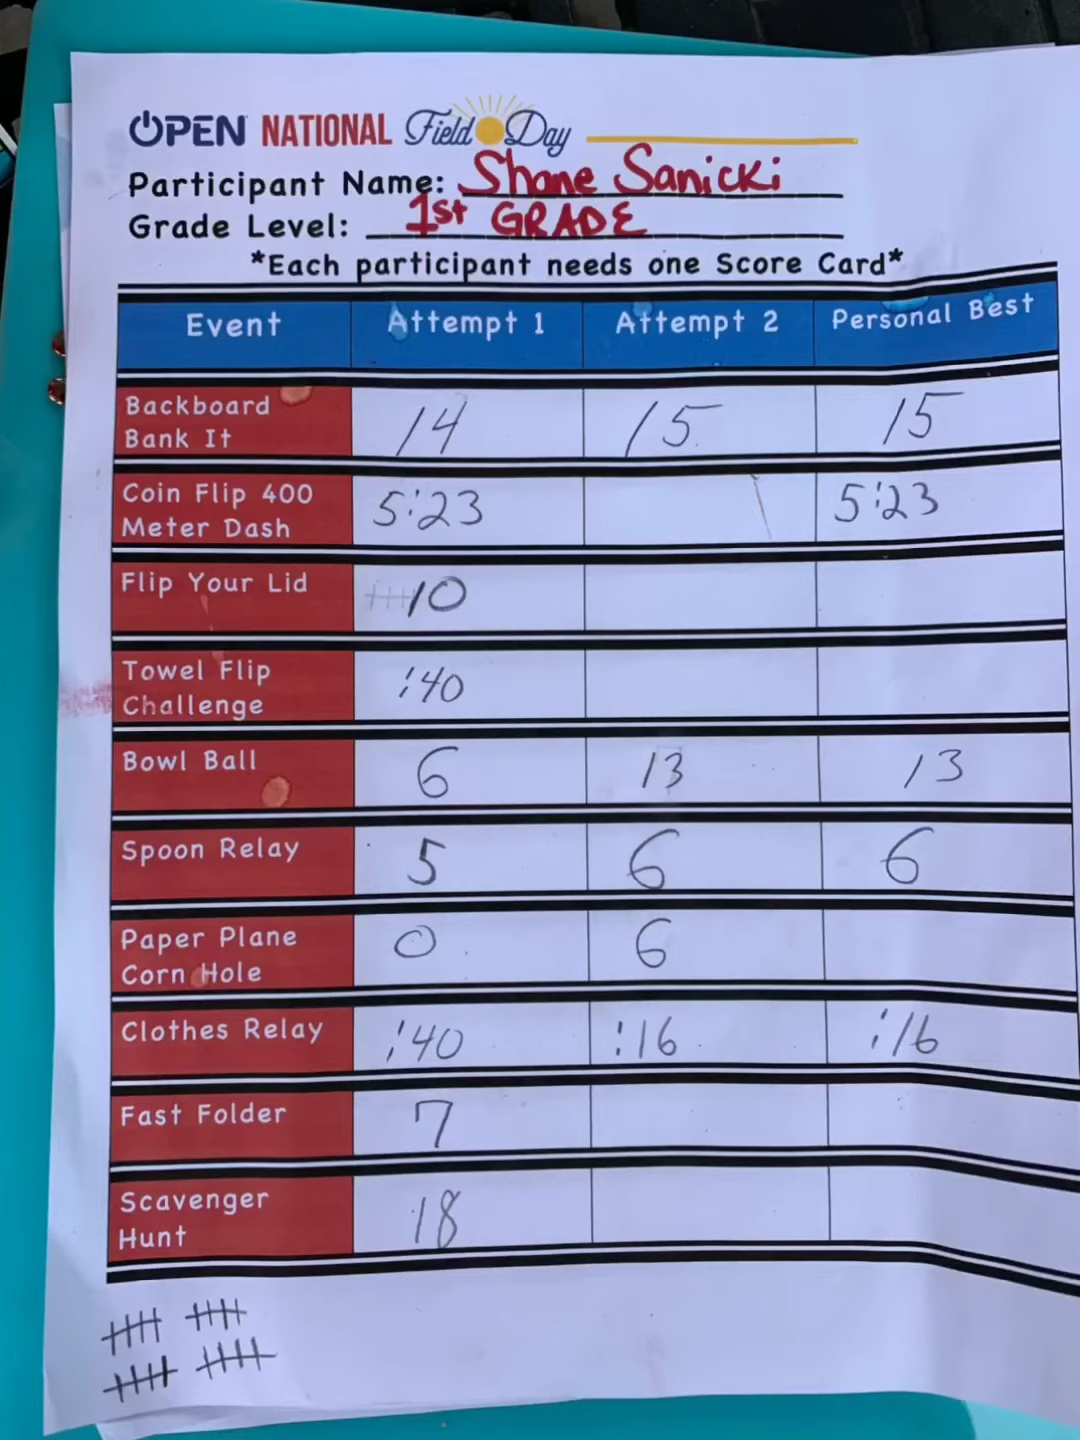 OPEN NATIONAL Field Day
Participant Name: Shane Sanicki
Grade Level: 1st GRADE
*Each participant needs one Score Card*
Event Attempt 1 Attempt 2 Personal Best
Backboard
Bank It 14 15 15
Coin Flip 400
Meter Dash 5:23 5:23
Flip Your Lid 10
Towel Flip
Challenge :40
Bowl Ball 6 13 13
Spoon Relay 5 6 6
Paper Plane
Corn Hole 0 6
Clothes Relay :40 :16 :16
Fast Folder 7
Scavenger
Hunt 18